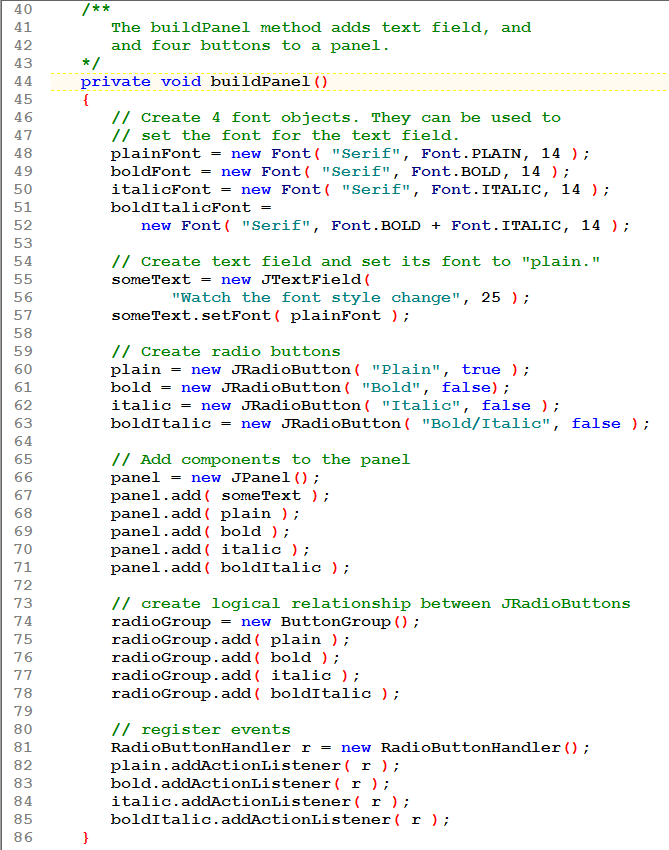 40 /**
41 The buildPanel method adds text field, and
42 and four buttons to a panel.
43 */
44 private void buildPanel()
45 {
46 // Create 4 font objects. They can be used to
47 // set the font for the text field.
48 plainFont = new Font( "Serif", Font.PLAIN, 14 );
49 boldFont = new Font( "Serif", Font.BOLD, 14 );
50 italicFont = new Font( "Serif", Font.ITALIC, 14 );
51 boldItalicFont =
52 new Font( "Serif", Font.BOLD + Font.ITALIC, 14 );
53
54 // Create text field and set its font to "plain."
55 someText = new JTextField(
56 "Watch the font style change", 25 );
57 someText.setFont( plainFont );
58
59 // Create radio buttons
60 plain = new JRadioButton( "Plain", true );
61 bold = new JRadioButton( "Bold", false);
62 italic = new JRadioButton( "Italic", false );
63 boldItalic = new JRadioButton( "Bold/Italic", false );
64
65 // Add components to the panel
66 panel = new JPanel();
67 panel.add( someText );
68 panel.add( plain );
69 panel.add( bold );
70 panel.add( italic );
71 panel.add( boldItalic );
72
73 // create logical relationship between JRadioButtons
74 radioGroup = new ButtonGroup();
75 radioGroup.add( plain );
76 radioGroup.add( bold );
77 radioGroup.add( italic );
78 radioGroup.add( boldItalic );
79
80 // register events
81 RadioButtonHandler r = new RadioButtonHandler();
82 plain.addActionListener( r );
83 bold.addActionListener( r );
84 italic.addActionListener( r );
85 boldItalic.addActionListener( r );
86 }